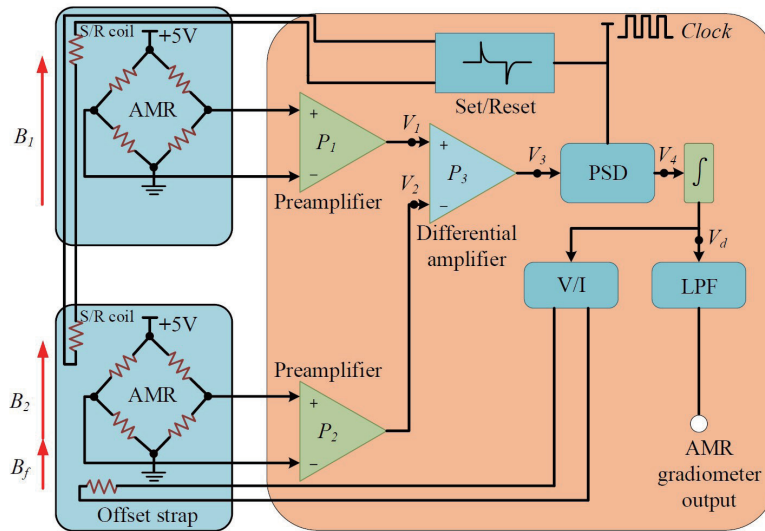 S/R coil
+5V
AMR
B1
Set/Reset
Clock
+
P1
−
Preamplifier
V1
V2
+
P3
−
Differential
amplifier
V3
PSD
V4
∫
Vd
V/I
LPF
S/R coil
+5V
AMR
B2
Bf
Preamplifier
+
P2
−
Offset strap
AMR
gradiometer
output